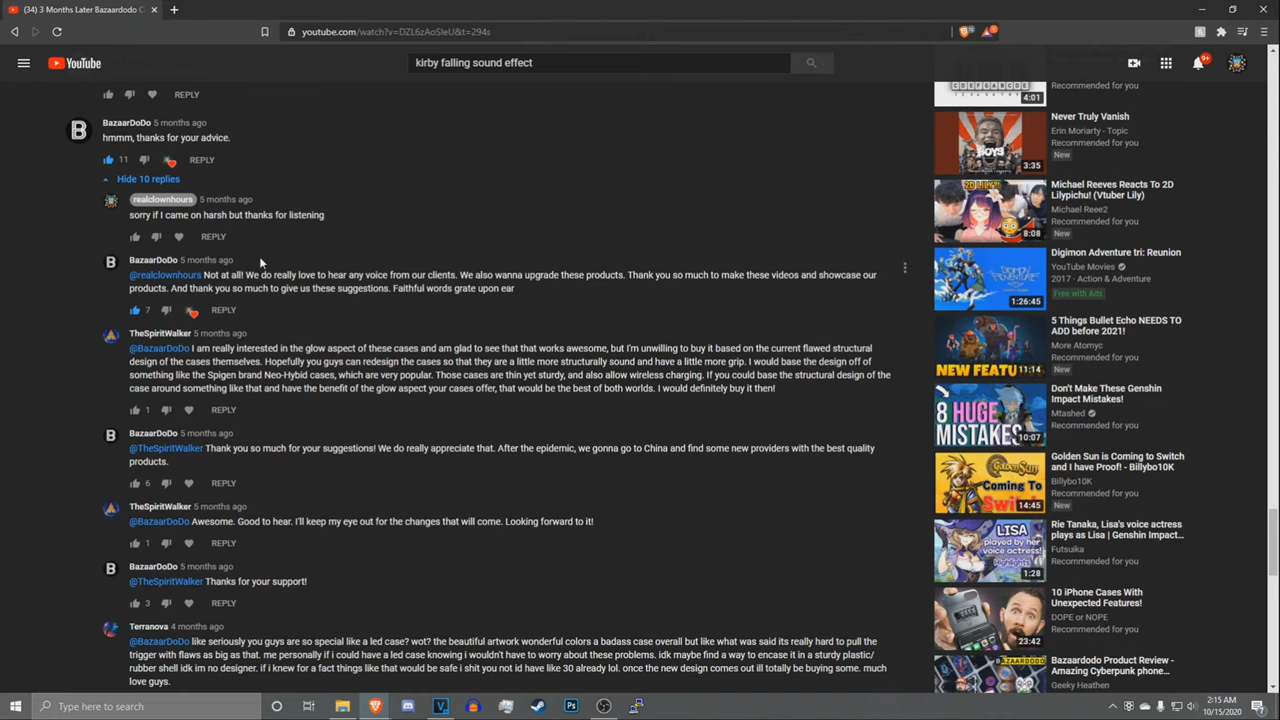 (34) 3 Months Later Bazaardodo C
youtube.com/watch?v=DZL6zAoSIeU&t=294s
YouTube
kirby falling sound effect
9+
REPLY
BazaarDoDo 5 months ago
hmmm, thanks for your advice.
11 REPLY
Hide 10 replies
realclownhours 5 months ago
sorry if I came on harsh but thanks for listening
REPLY
BazaarDoDo 5 months ago
@realclownhours Not at all! We do really love to hear any voice from our clients. We also wanna upgrade these products. Thank you so much to make these videos and showcase our
products. And thank you so much to give us these suggestions. Faithful words grate upon ear
7 REPLY
TheSpiritWalker 5 months ago
@BazaarDoDo I am really interested in the glow aspect of these cases and am glad to see that that works awesome, but I'm unwilling to buy it based on the current flawed structural
design of the cases themselves. Hopefully you guys can redesign the cases so that they are a little more structurally sound and have a little more grip. I would base the design off of
something like the Spigen brand Neo-Hybid cases, which are very popular. Those cases are thin yet sturdy, and also allow wireless charging. If you could base the structural design of the
case around something like that and have the benefit of the glow aspect your cases offer, that would be the best of both worlds. I would definitely buy it then!
1 REPLY
BazaarDoDo 5 months ago
@TheSpiritWalker Thank you so much for your suggestions! We do really appreciate that. After the epidemic, we gonna go to China and find some new providers with the best quality
products.
6 REPLY
TheSpiritWalker 5 months ago
@BazaarDoDo Awesome. Good to hear. I'll keep my eye out for the changes that will come. Looking forward to it!
1 REPLY
BazaarDoDo 5 months ago
@TheSpiritWalker Thanks for your support!
3 REPLY
Terranova 4 months ago
@BazaarDoDo like seriously you guys are so special like a led case? wot? the beautiful artwork wonderful colors a badass case overall but like what was said its really hard to pull the
trigger with flaws as big as that. me personally if i could have a led case knowing i wouldn't have to worry about these problems. idk maybe find a way to encase it in a sturdy plastic/
rubber shell idk im no designer. if i knew for a fact things like that would be safe i shit you not id have like 30 already lol. once the new design comes out ill totally be buying some. much
love guys.
4:01
Recommended for you
BOYS
3:35
Never Truly Vanish
Erin Moriarty - Topic
Recommended for you
New
2D LILY?!
8:08
Michael Reeves Reacts To 2D
Lilypichu! (Vtuber Lily)
Michael Reee2
Recommended for you
New
DIGIMON ADVENTURE
1:26:45
Digimon Adventure tri: Reunion
YouTube Movies
2017 • Action & Adventure
Free with Ads
NEW FEATU
11:14
5 Things Bullet Echo NEEDS TO
ADD before 2021!
More Atomyc
Recommended for you
New
8 HUGE
MISTAKES
10:07
Don't Make These Genshin
Impact Mistakes!
Mtashed
Recommended for you
Golden Sun
Coming To
Switch
14:45
Golden Sun is Coming to Switch
and I have Proof! - Billybo10K
Billybo10K
Recommended for you
New
LISA
played by her
voice actress!
Highlights
1:28
Rie Tanaka, Lisa's voice actress
plays as Lisa | Genshin Impact...
Futsuika
Recommended for you
23:42
10 iPhone Cases With
Unexpected Features!
DOPE or NOPE
Recommended for you
BAZAARDODO
Bazaardodo Product Review -
Amazing Cyberpunk phone...
Geeky Heathen
Type here to search
2:15 AM
10/15/2020
7